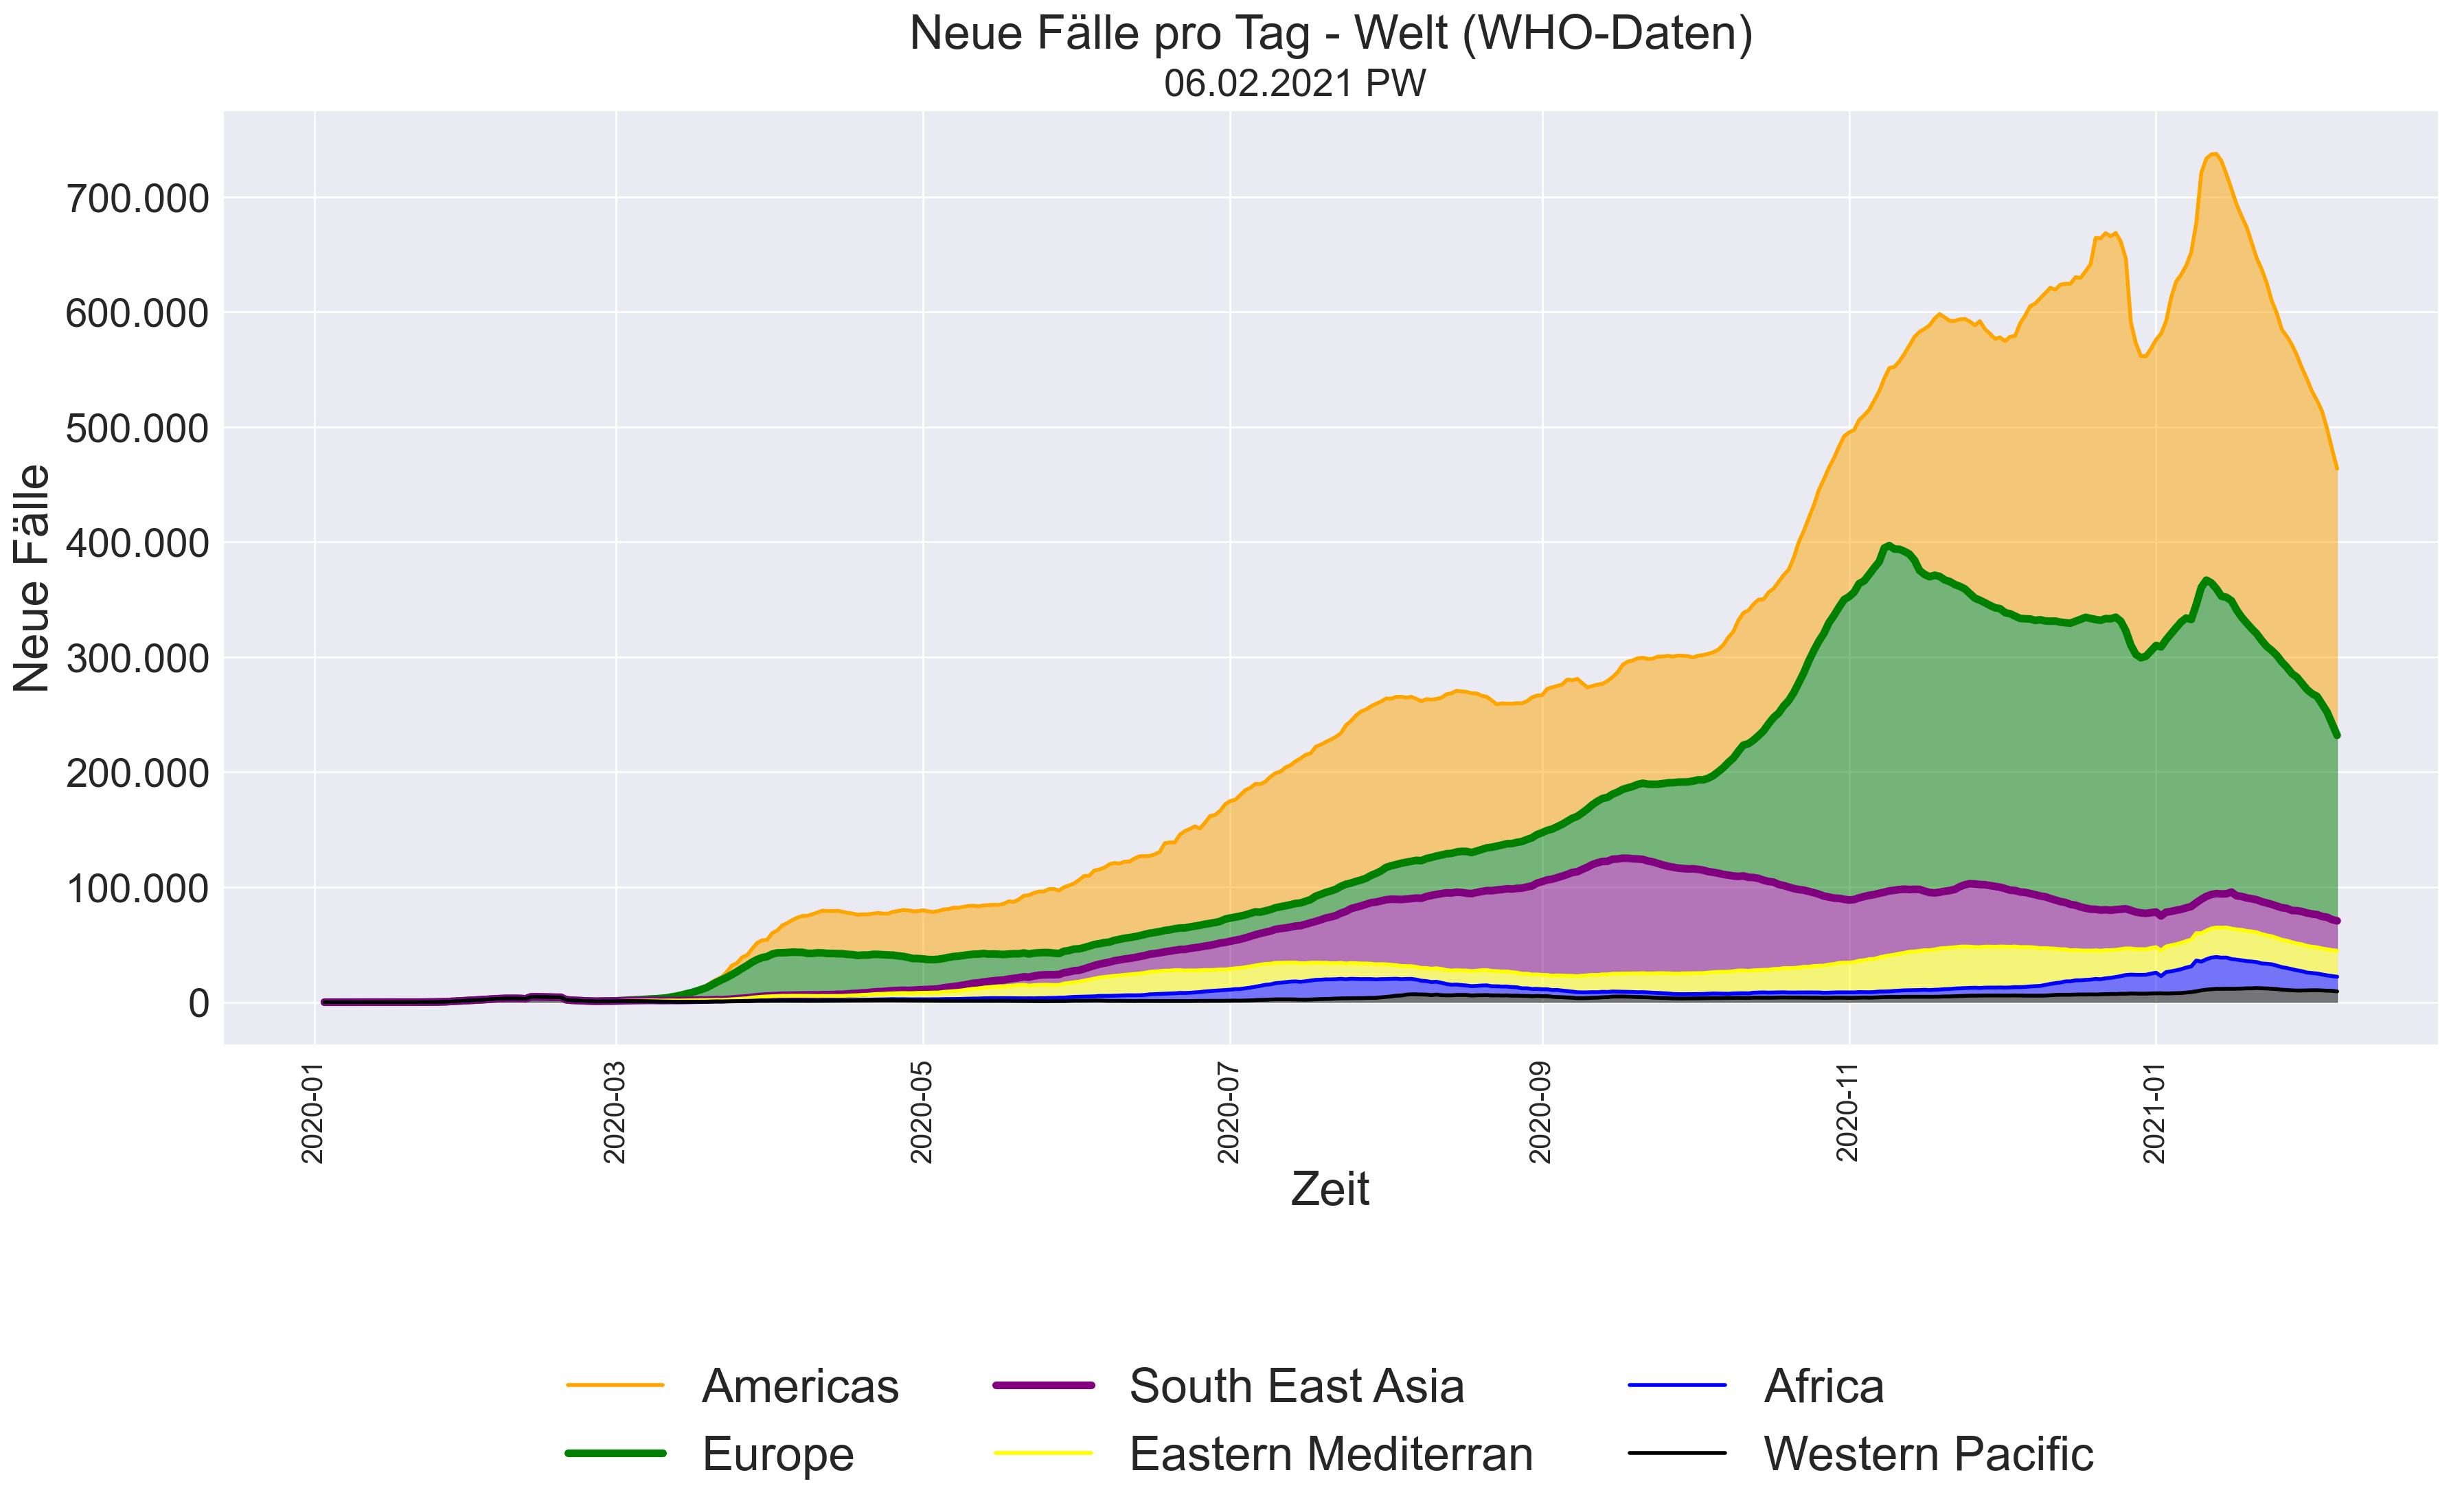 Neue Fälle pro Tag - Welt (WHO-Daten)
06.02.2021 PW
Neue Fälle
700.000
600.000
500.000
400.000
300.000
200.000
100.000
0
2020-01
2020-03
2020-05
2020-07
2020-09
2020-11
2021-01
Zeit
Americas
Europe
South East Asia
Eastern Mediterran
Africa
Western Pacific